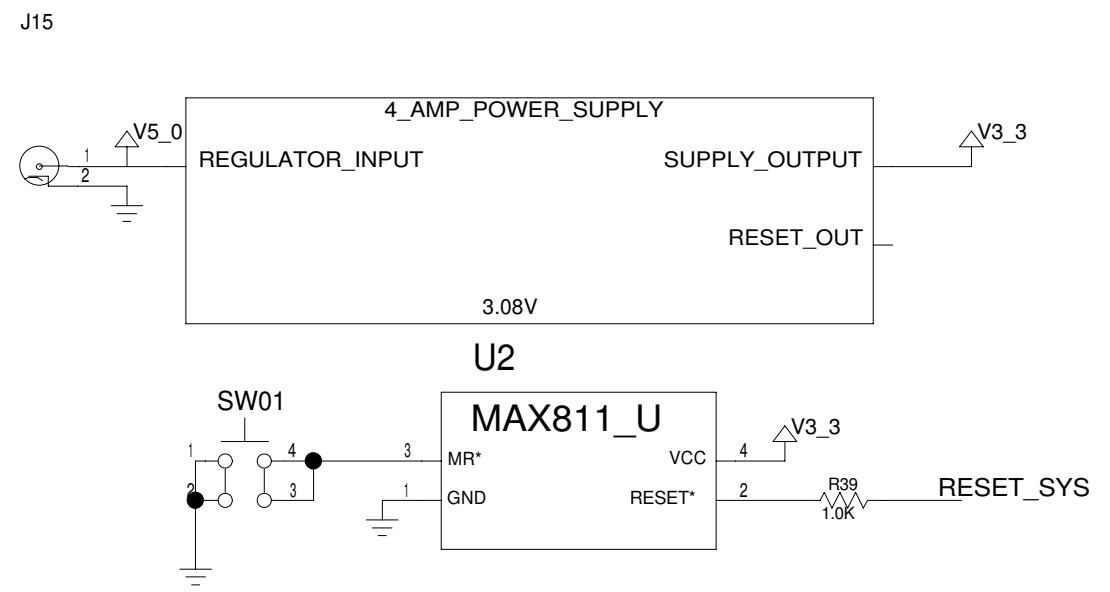 J15
4_AMP_POWER_SUPPLY
V5_0
V3_3
1
REGULATOR_INPUT
SUPPLY_OUTPUT
2
RESET_OUT
3.08V
U2
SW01
MAX811_U
V3_3
1
4
3
MR*
VCC
4
R39
2
3
1
GND
RESET*
2
RESET_SYS
1.0K